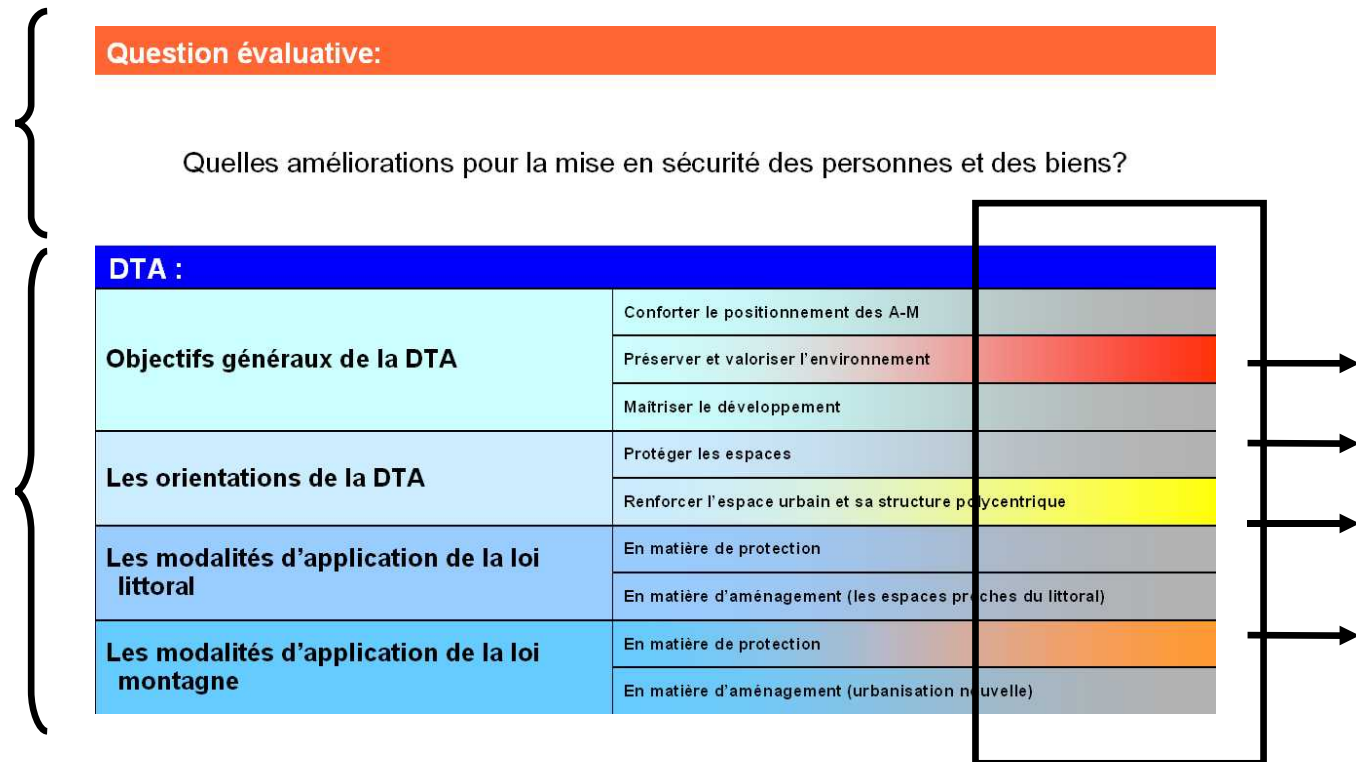 Question évaluative:
Quelles améliorations pour la mise en sécurité des personnes et des biens?
DTA :
Objectifs généraux de la DTA
Conforter le positionnement des A-M
Préserver et valoriser l'environnement
Maîtriser le développement
Les orientations de la DTA
Protéger les espaces
Renforcer l'espace urbain et sa structure polycentrique
Les modalités d'application de la loi
littoral
En matière de protection
En matière d'aménagement (les espaces proches du littoral)
Les modalités d'application de la loi
montagne
En matière de protection
En matière d'aménagement (urbanisation nouvelle)